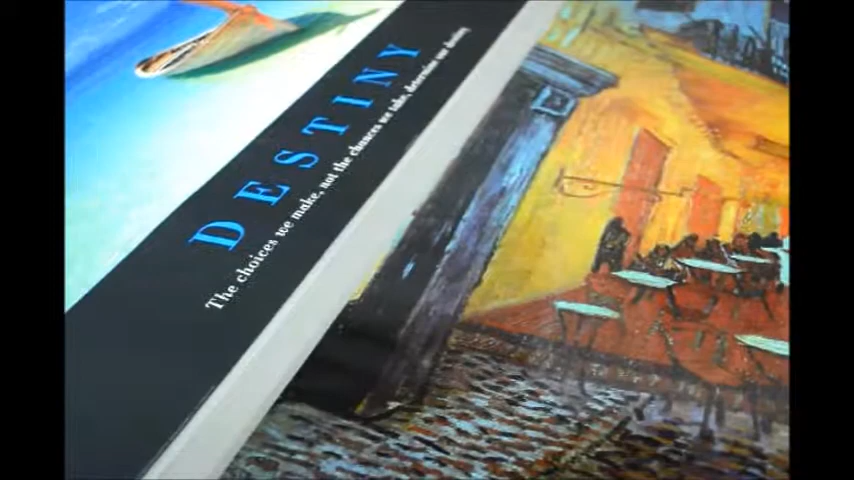 DESTINY
The choices we make, not the chances we take, determine our destiny